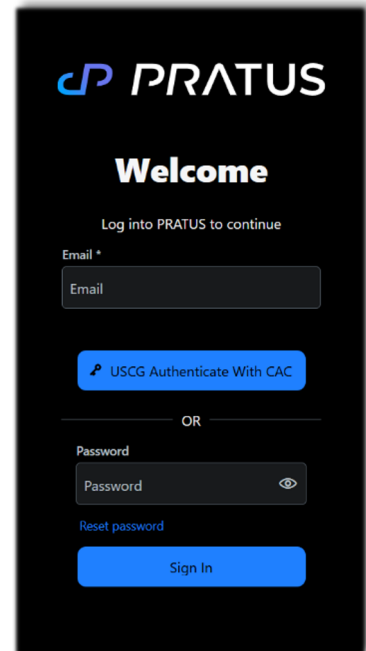 PRATUS
Welcome
Log into PRATUS to continue
Email *
Email
USCG Authenticate With CAC
OR
Password
Password
Reset password
Sign In